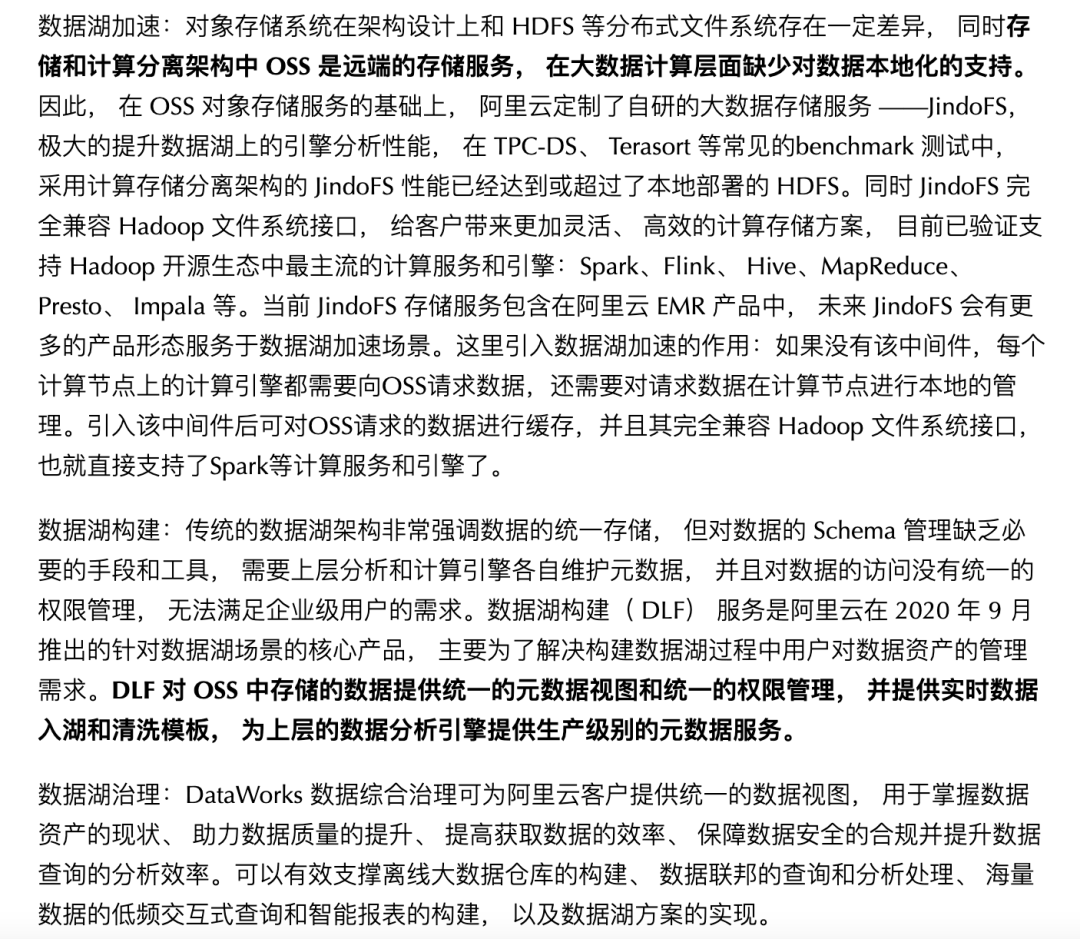 数据湖加速：对象存储系统在架构设计上和 HDFS 等分布式文件系统存在一定差异， 同时存
储和计算分离架构中 OSS 是远端的存储服务， 在大数据计算层面缺少对数据本地化的支持。
因此， 在 OSS 对象存储服务的基础上， 阿里云定制了自研的大数据存储服务 ——JindoFS，
极大的提升数据湖上的引擎分析性能， 在 TPC-DS、 Terasort 等常见的benchmark 测试中，
采用计算存储分离架构的 JindoFS 性能已经达到或超过了本地部署的 HDFS。同时 JindoFS 完
全兼容 Hadoop 文件系统接口， 给客户带来更加灵活、 高效的计算存储方案， 目前已验证支
持 Hadoop 开源生态中最主流的计算服务和引擎：Spark、Flink、 Hive、MapReduce、
Presto、 Impala 等。当前 JindoFS 存储服务包含在阿里云 EMR 产品中， 未来 JindoFS 会有更
多的产品形态服务于数据湖加速场景。这里引入数据湖加速的作用：如果没有该中间件，每个
计算节点上的计算引擎都需要向OSS请求数据，还需要对请求数据在计算节点进行本地的管
理。引入该中间件后可对OSS请求的数据进行缓存，并且其完全兼容 Hadoop 文件系统接口，
也就直接支持了Spark等计算服务和引擎了。
数据湖构建：传统的数据湖架构非常强调数据的统一存储， 但对数据的 Schema 管理缺乏必
要的手段和工具， 需要上层分析和计算引擎各自维护元数据， 并且对数据的访问没有统一的
权限管理， 无法满足企业级用户的需求。数据湖构建（ DLF） 服务是阿里云在 2020 年 9 月
推出的针对数据湖场景的核心产品， 主要为了解决构建数据湖过程中用户对数据资产的管理
需求。DLF 对 OSS 中存储的数据提供统一的元数据视图和统一的权限管理， 并提供实时数据
入湖和清洗模板， 为上层的数据分析引擎提供生产级别的元数据服务。
数据湖治理：DataWorks 数据综合治理可为阿里云客户提供统一的数据视图， 用于掌握数据
资产的现状、 助力数据质量的提升、 提高获取数据的效率、 保障数据安全的合规并提升数据
查询的分析效率。可以有效支撑离线大数据仓库的构建、 数据联邦的查询和分析处理、 海量
数据的低频交互式查询和智能报表的构建， 以及数据湖方案的实现。